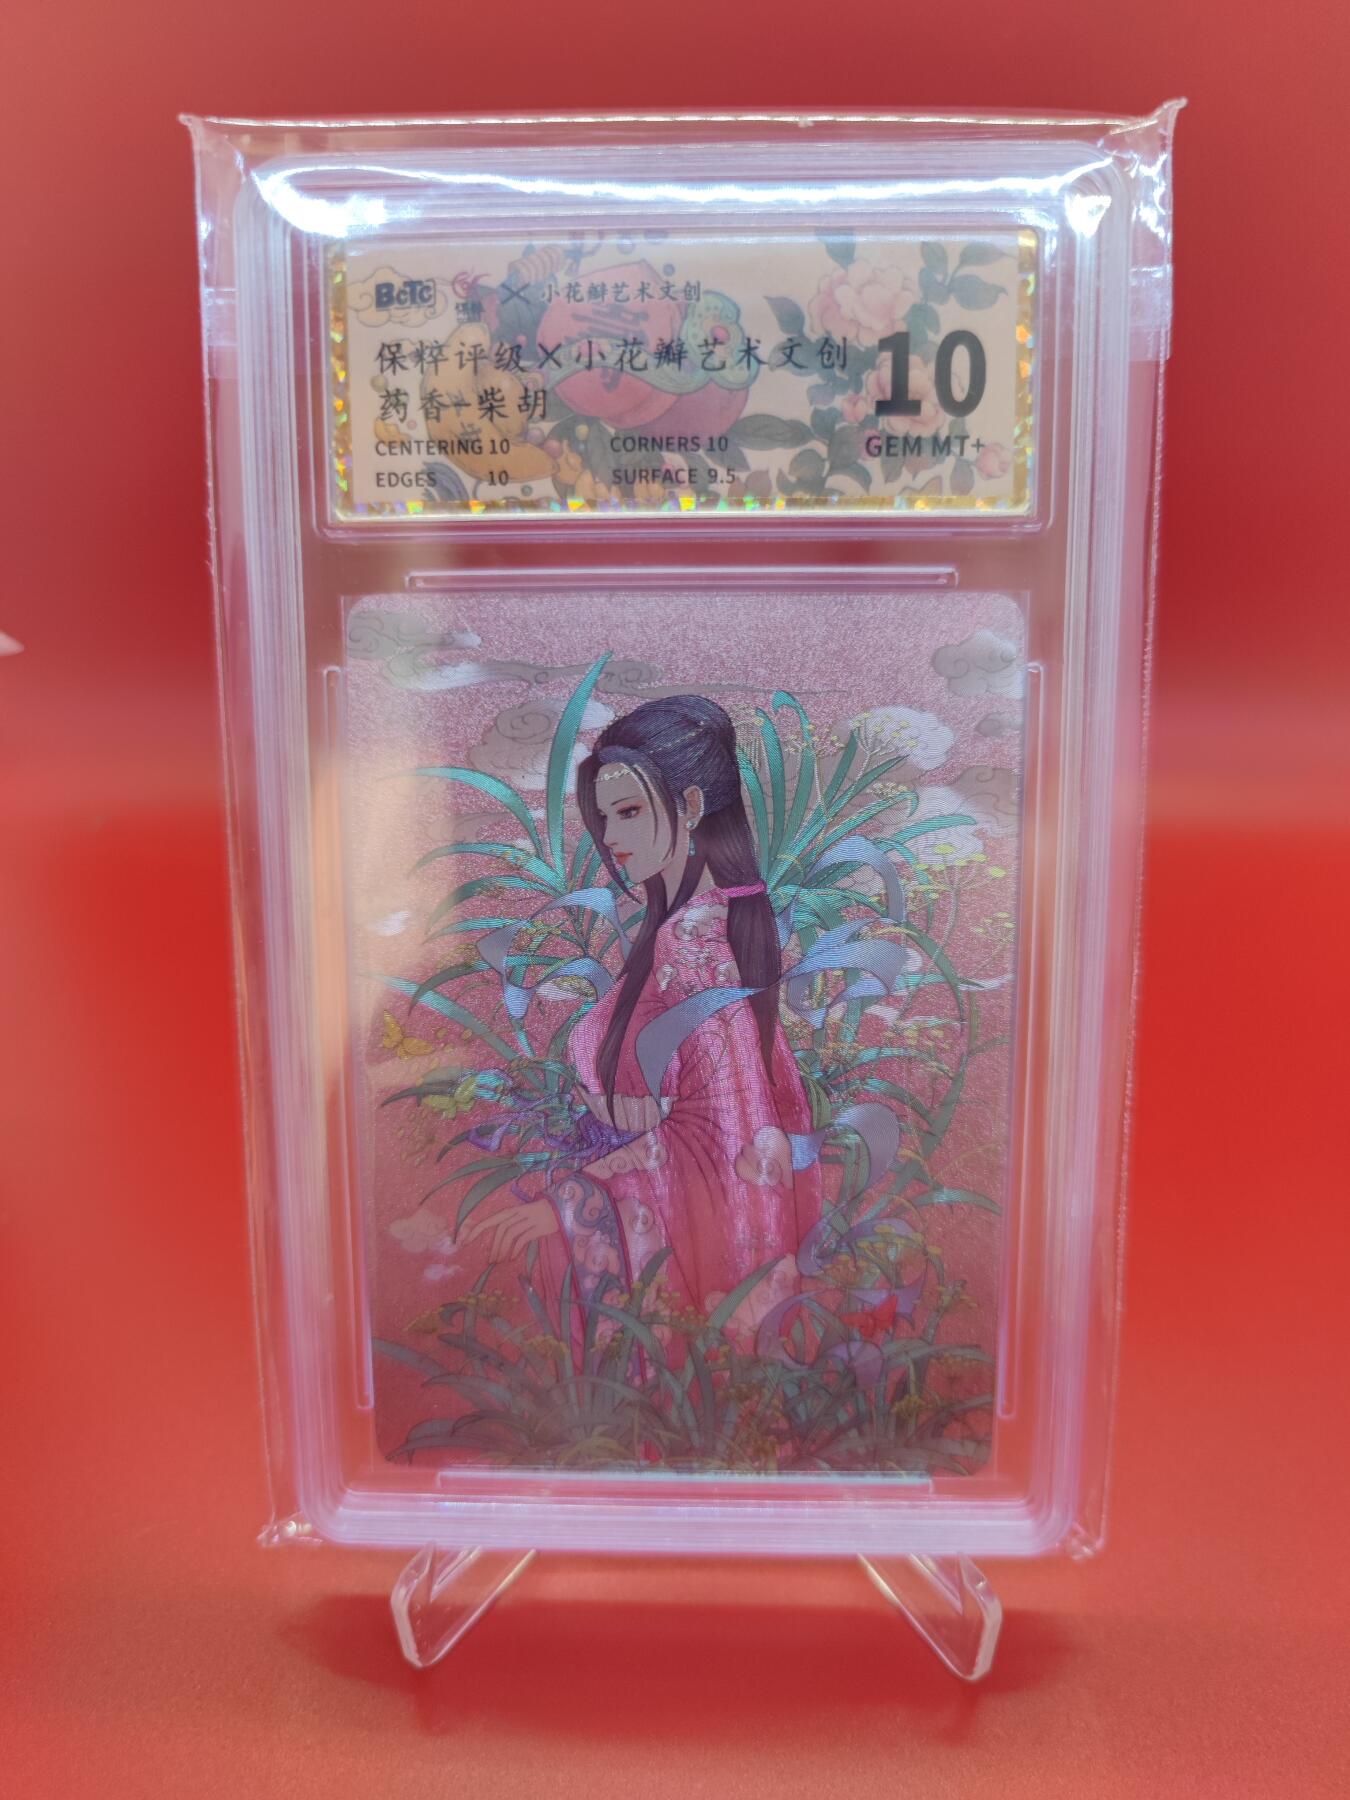 BcTc × 小花瓣艺术文创
保粹评级×小花瓣艺术文创
药香-柴胡
10
GEM MT+
CENTERING 10 CORNERS 10
EDGES 10 SURFACE 9.5